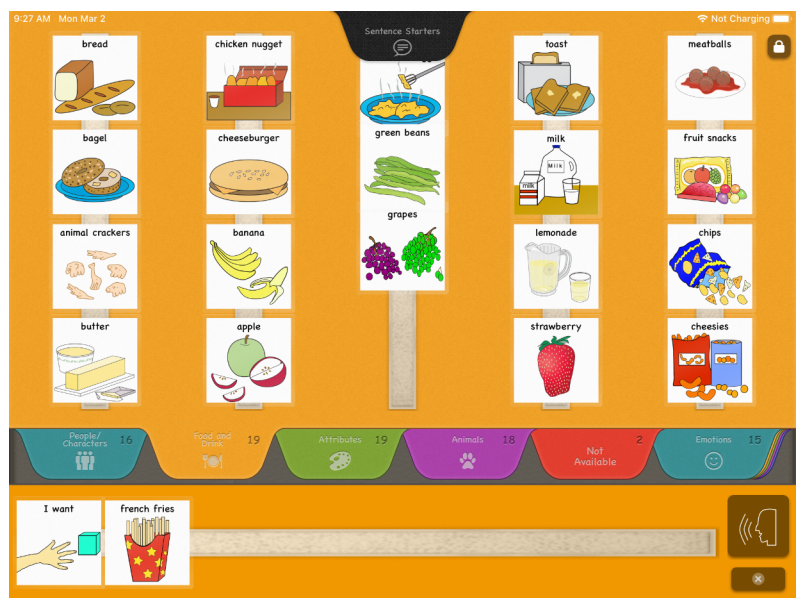 9:27 AM Mon Mar 2
Not Charging
Sentence Starters
bread
chicken nugget
toast
meatballs
bagel
cheeseburger
green beans
milk
Milk
milk
fruit snacks
animal crackers
banana
grapes
lemonade
chips
butter
apple
strawberry
cheesies
People/
Characters
16
Food and
Drink
19
Attributes 19
Animals 18
Not
Available
2
Emotions 15
I want
french fries